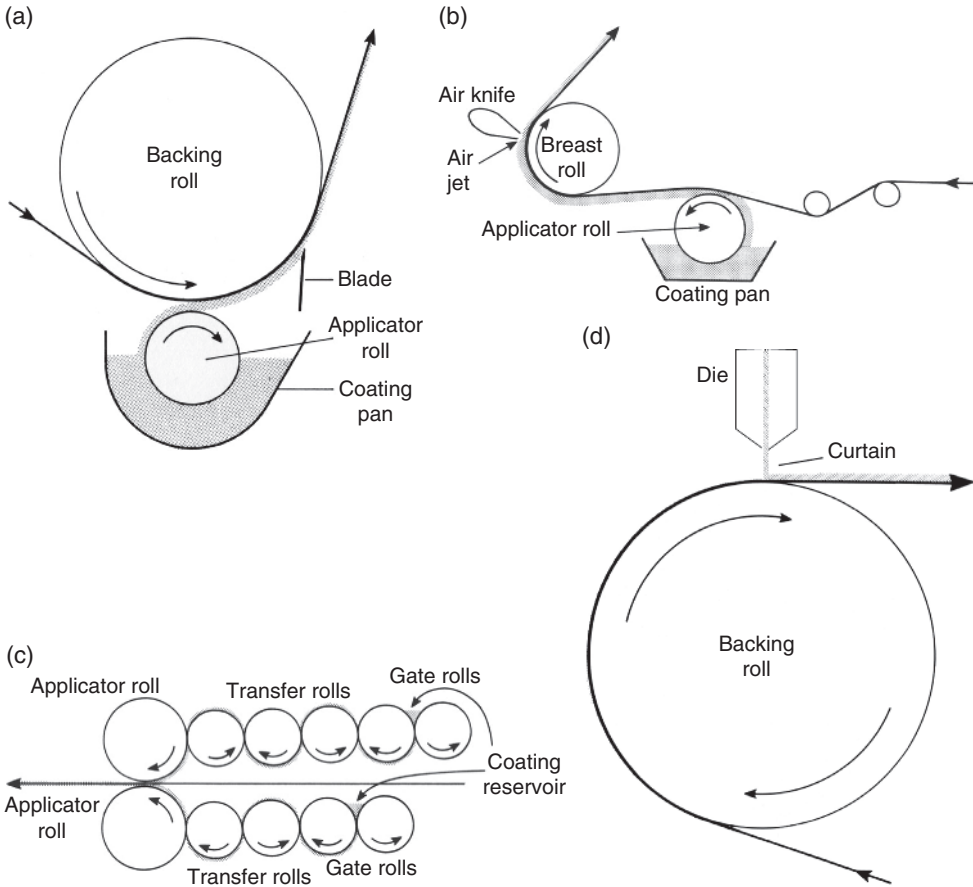 (a)
Backing
roll
Blade
Applicator
roll
Coating
pan
(b)
Air knife
Air
jet
Breast
roll
Applicator roll
Coating pan
(c)
Applicator roll
Transfer rolls
Gate rolls
Coating
reservoir
Applicator
roll
Transfer rolls
Gate rolls
(d)
Die
Curtain
Backing
roll